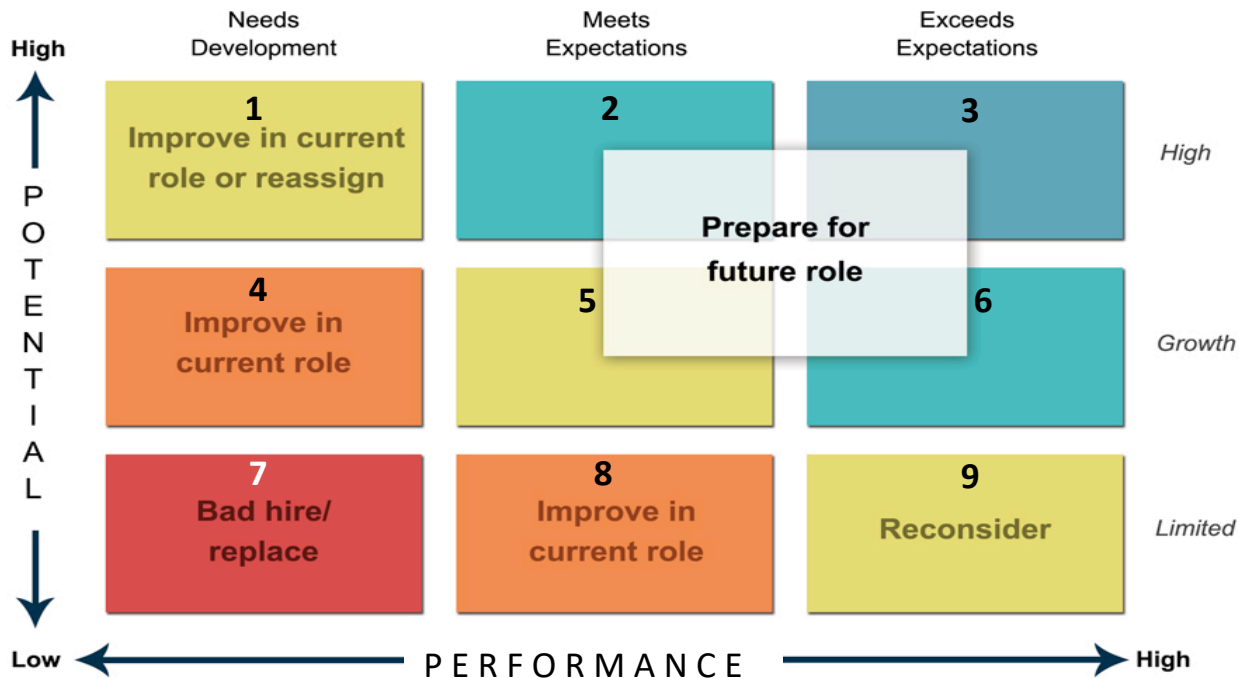 Needs
Development
Meets
Expectations
Exceeds
Expectations
High
1
Improve in current
role or reassign
2
3
High
Prepare for
future role
POTENTIAL
4
Improve in
current role
5
6
Growth
7
Bad hire/
replace
8
Improve in
current role
9
Reconsider
Limited
Low
PERFORMANCE
High